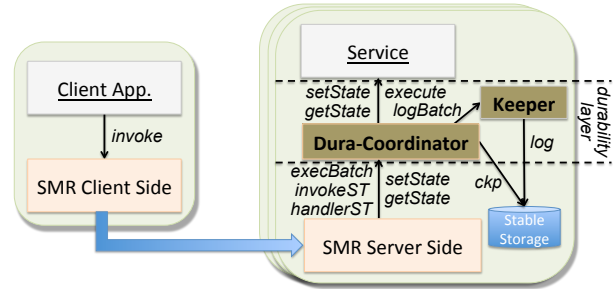 Client App.
invoke
SMR Client Side
Service
setState execute
getState logBatch
Keeper
durability
layer
Dura-Coordinator
log
execBatch
invokeST
handlerST
setState
getState
ckp
Stable
Storage
SMR Server Side